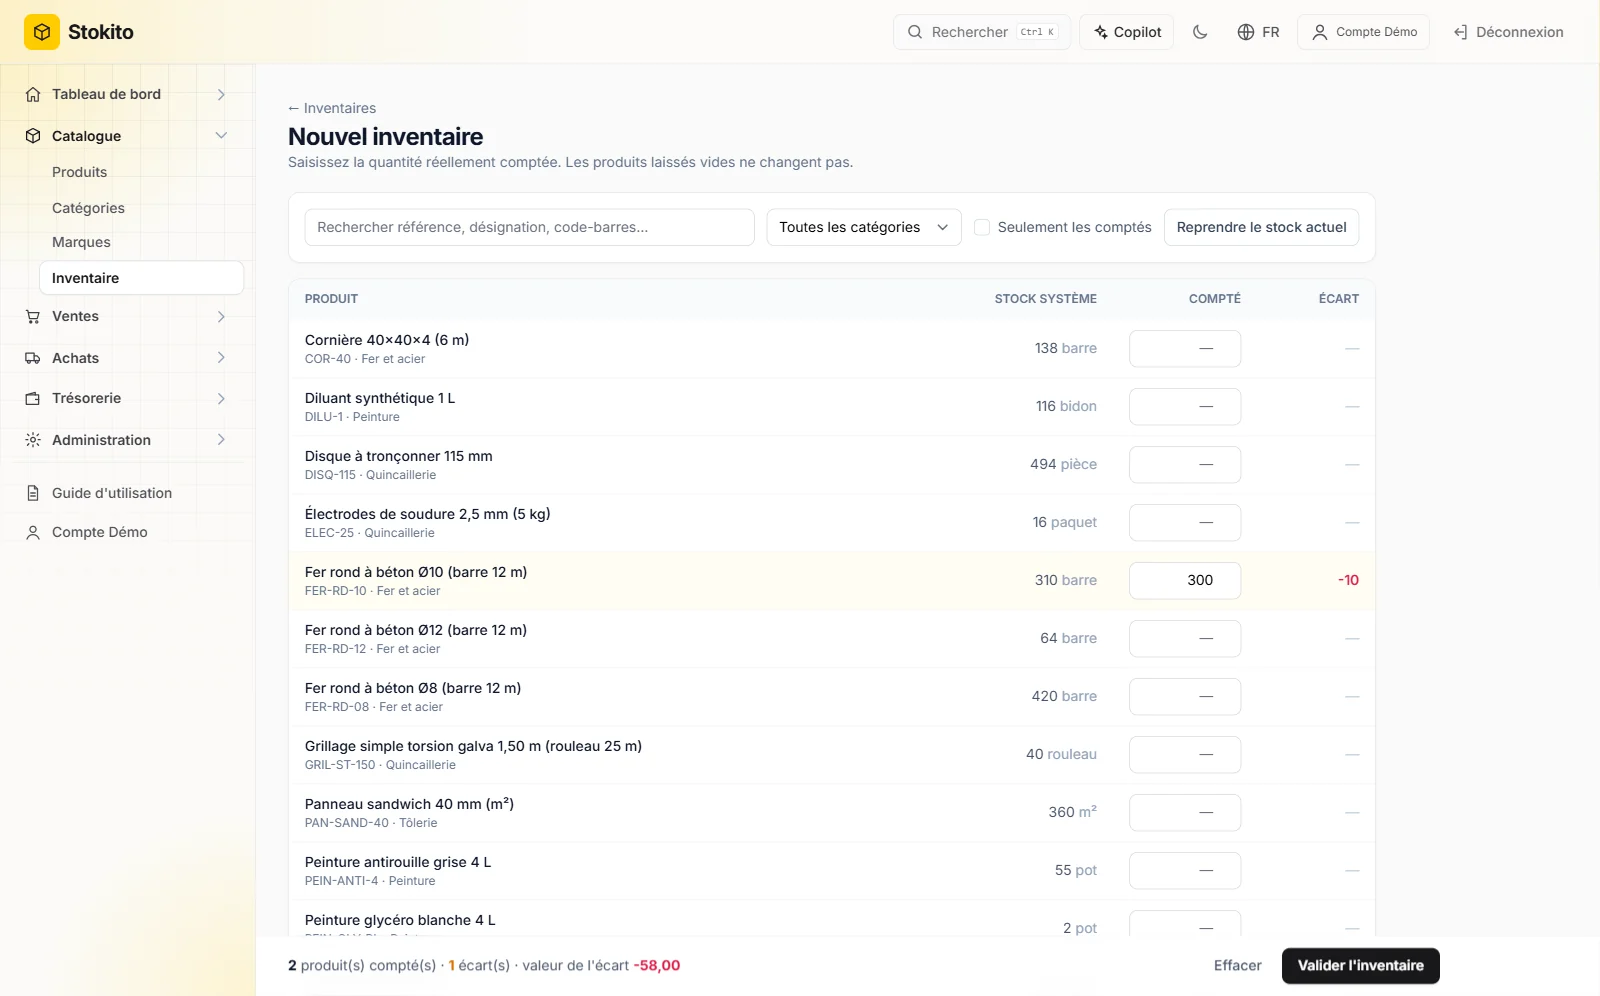 Stokito
Rechercher Ctrl K
Copilot
FR
Compte Démo
Déconnexion
Tableau de bord
Catalogue
Produits
Catégories
Marques
Inventaire
Ventes
Achats
Trésorerie
Administration
Guide d'utilisation
Compte Démo
← Inventaires
Nouvel inventaire
Saisissez la quantité réellement comptée. Les produits laissés vides ne changent pas.
Rechercher référence, désignation, code-barres...
Toutes les catégories
Seulement les comptés
Reprendre le stock actuel
PRODUIT STOCK SYSTÈME COMPTÉ ÉCART
Cornière 40×40×4 (6 m)
COR-40 · Fer et acier
138 barre — —
Diluant synthétique 1 L
DILU-1 · Peinture
116 bidon — —
Disque à tronçonner 115 mm
DISQ-115 · Quincaillerie
494 pièce — —
Électrodes de soudure 2,5 mm (5 kg)
ELEC-25 · Quincaillerie
16 paquet — —
Fer rond à béton Ø10 (barre 12 m)
FER-RD-10 · Fer et acier
310 barre 300 -10
Fer rond à béton Ø12 (barre 12 m)
FER-RD-12 · Fer et acier
64 barre — —
Fer rond à béton Ø8 (barre 12 m)
FER-RD-08 · Fer et acier
420 barre — —
Grillage simple torsion galva 1,50 m (rouleau 25 m)
GRIL-ST-150 · Quincaillerie
40 rouleau — —
Panneau sandwich 40 mm (m²)
PAN-SAND-40 · Tôlerie
360 m² — —
Peinture antirouille grise 4 L
PEIN-ANTI-4 · Peinture
55 pot — —
Peinture glycéro blanche 4 L
2 pot — —
2 produit(s) compté(s) · 1 écart(s) · valeur de l'écart -58,00
Effacer
Valider l'inventaire